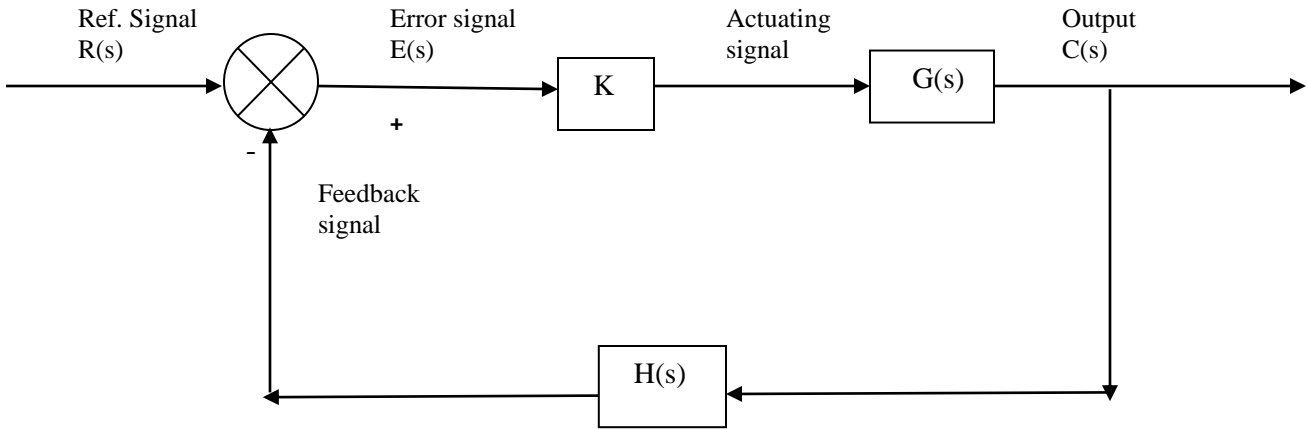 Ref. Signal
R(s)
Error signal
E(s)
Actuating
signal
Output
C(s)
K
G(s)
+
-
Feedback
signal
H(s)